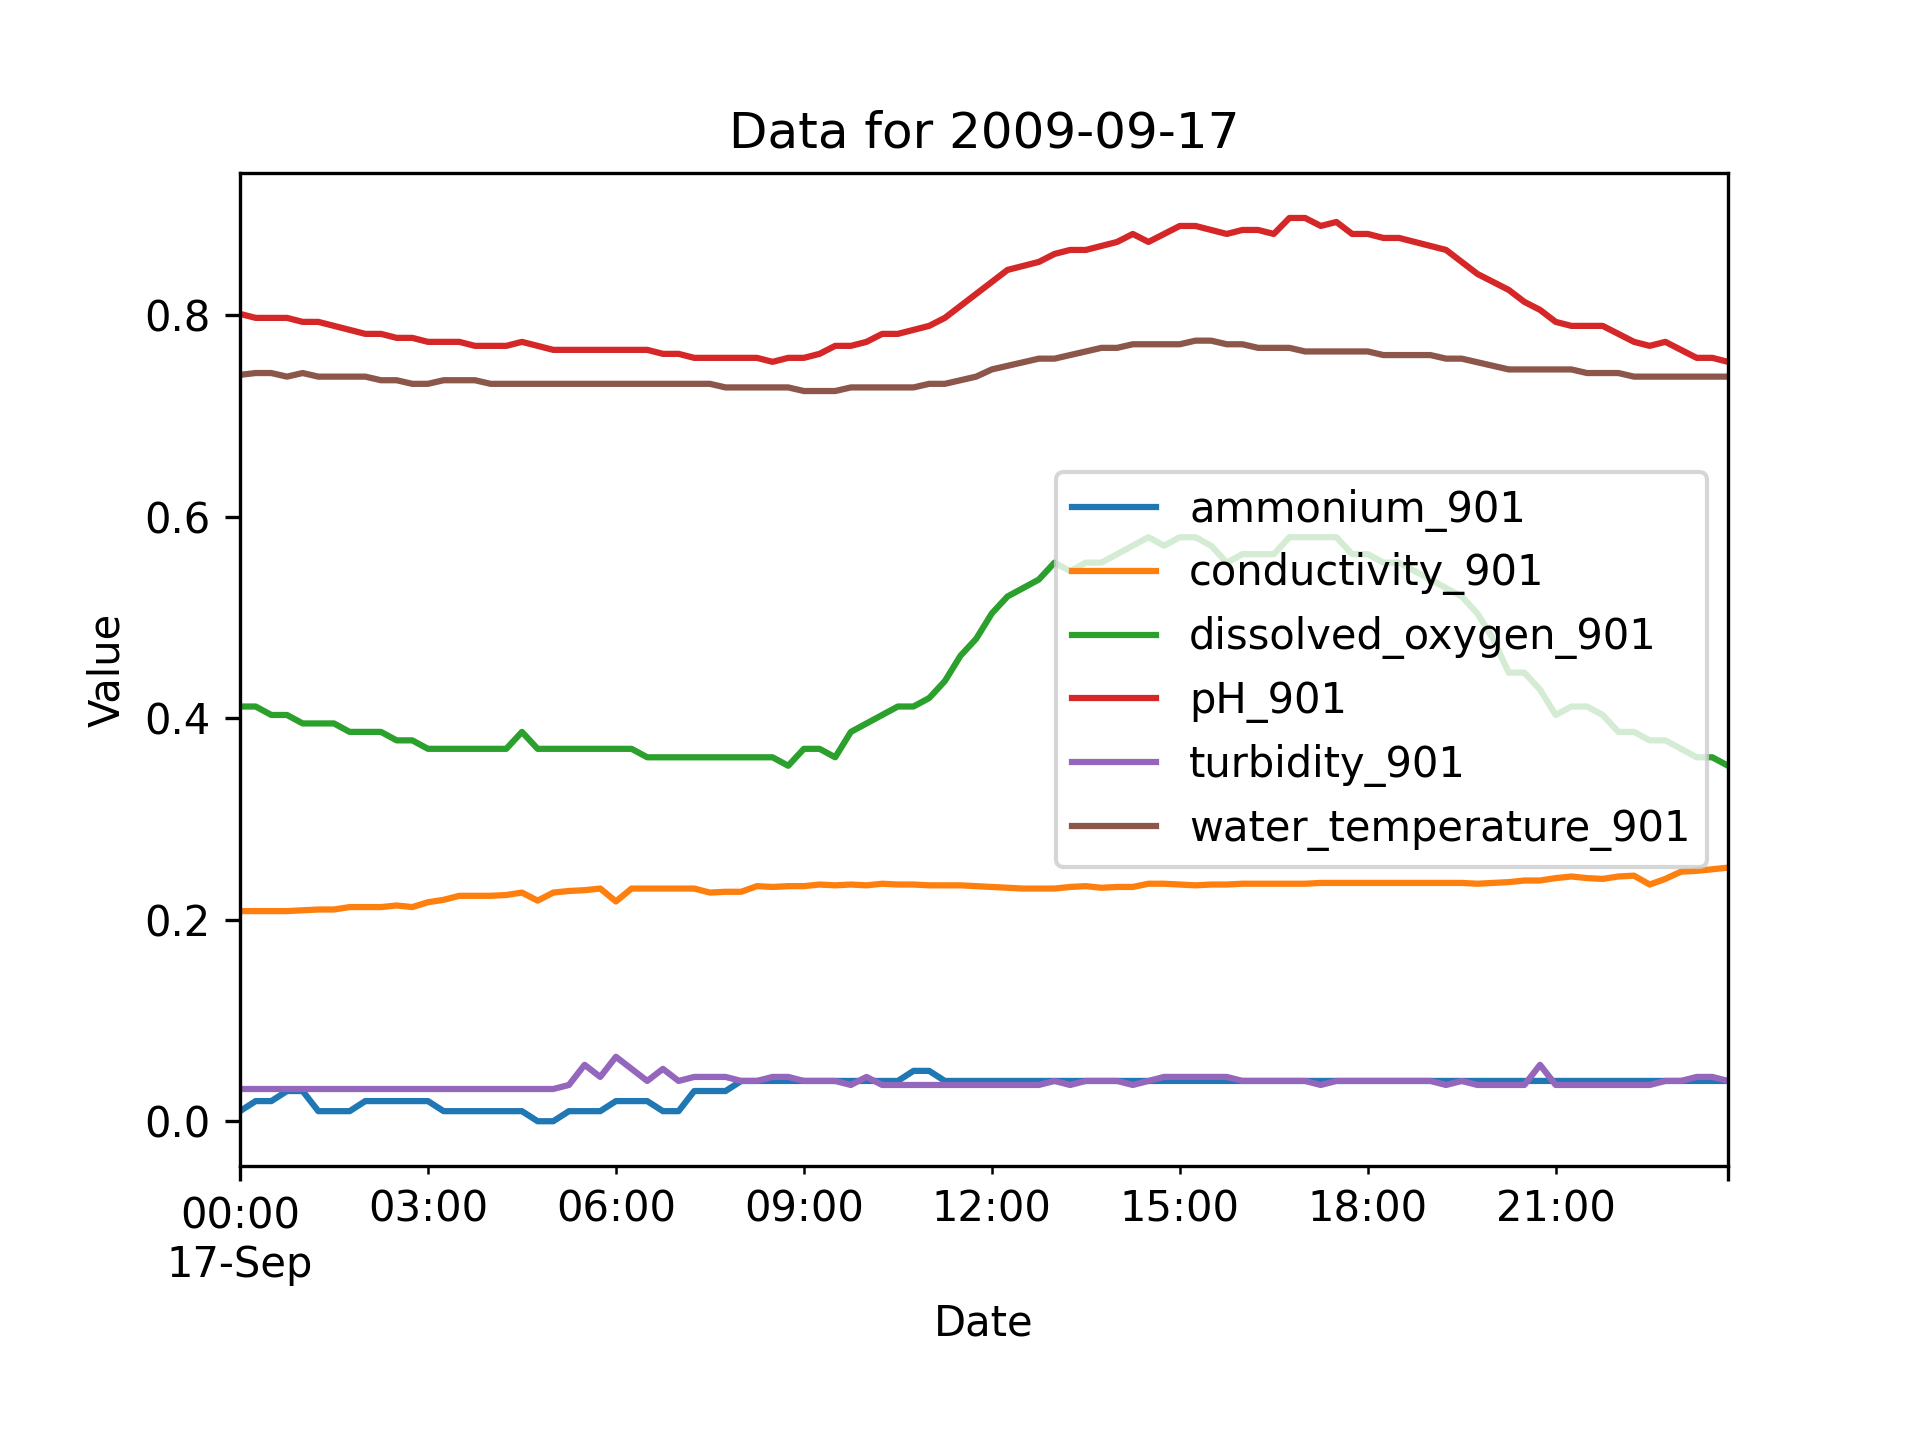 Data for 2009-09-17
Value
0.8
0.6
0.4
0.2
0.0
ammonium_901
conductivity_901
dissolved_oxygen_901
pH_901
turbidity_901
water_temperature_901
00:00 03:00 06:00 09:00 12:00 15:00 18:00 21:00
17-Sep
Date